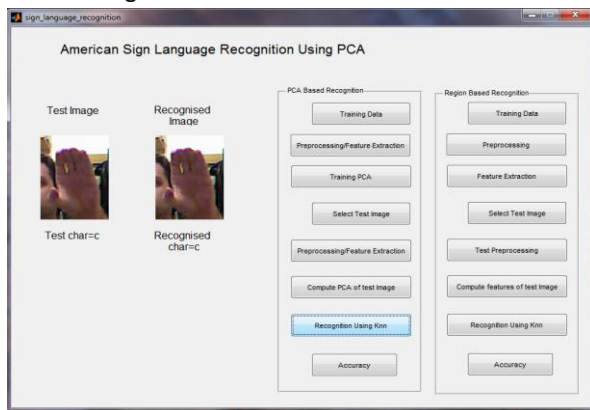 sign_language_recognition
American Sign Language Recognition Using PCA
Test Image
Recognised
Image
Test char=c
Recognised
char=c
PCA Based Recognition
Training Data
Preprocessing/Feature Extraction
Training PCA
Select Test Image
Preprocessing/Feature Extraction
Compute PCA of test Image
Recognition Using Knn
Accuracy
Region Based Recognition
Training Data
Preprocessing
Feature Extraction
Select Test Image
Test Preprocessing
Compute features of test Image
Recognition Using Knn
Accuracy